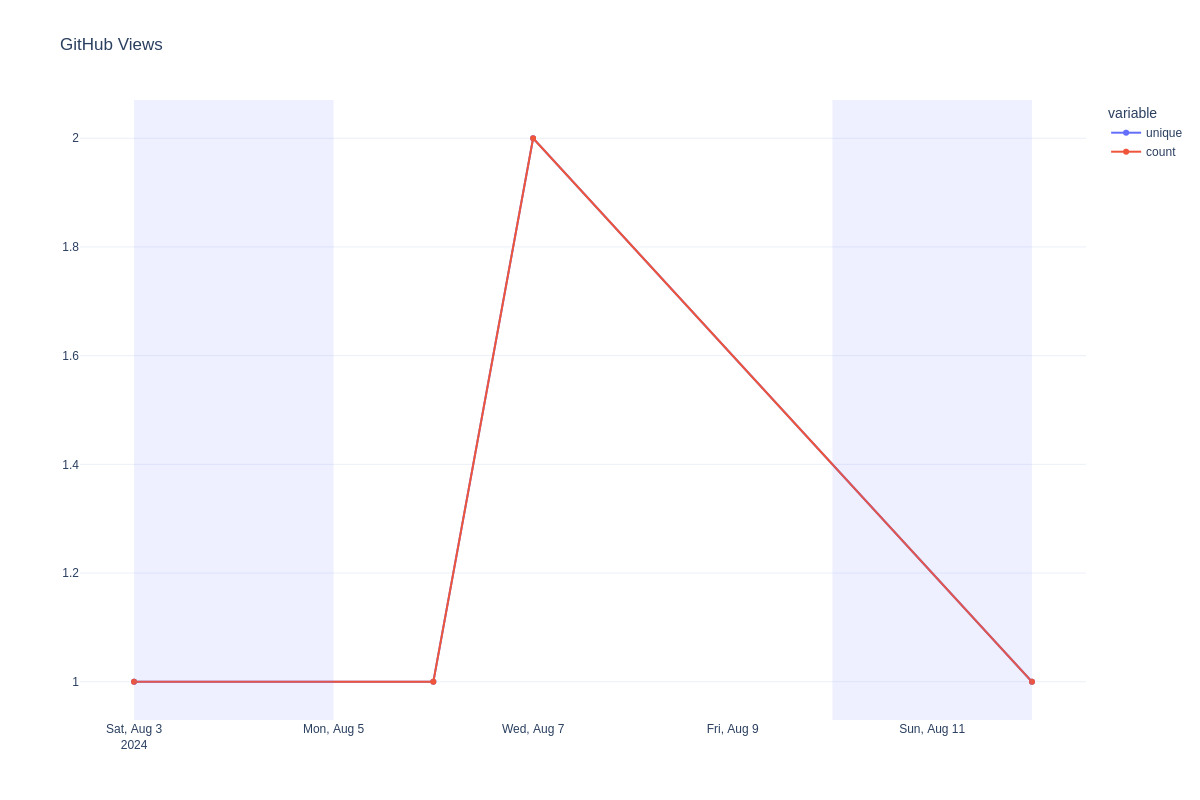 GitHub Views
variable
unique
count
2
1.8
1.6
1.4
1.2
1
Sat, Aug 3
2024
Mon, Aug 5
Wed, Aug 7
Fri, Aug 9
Sun, Aug 11